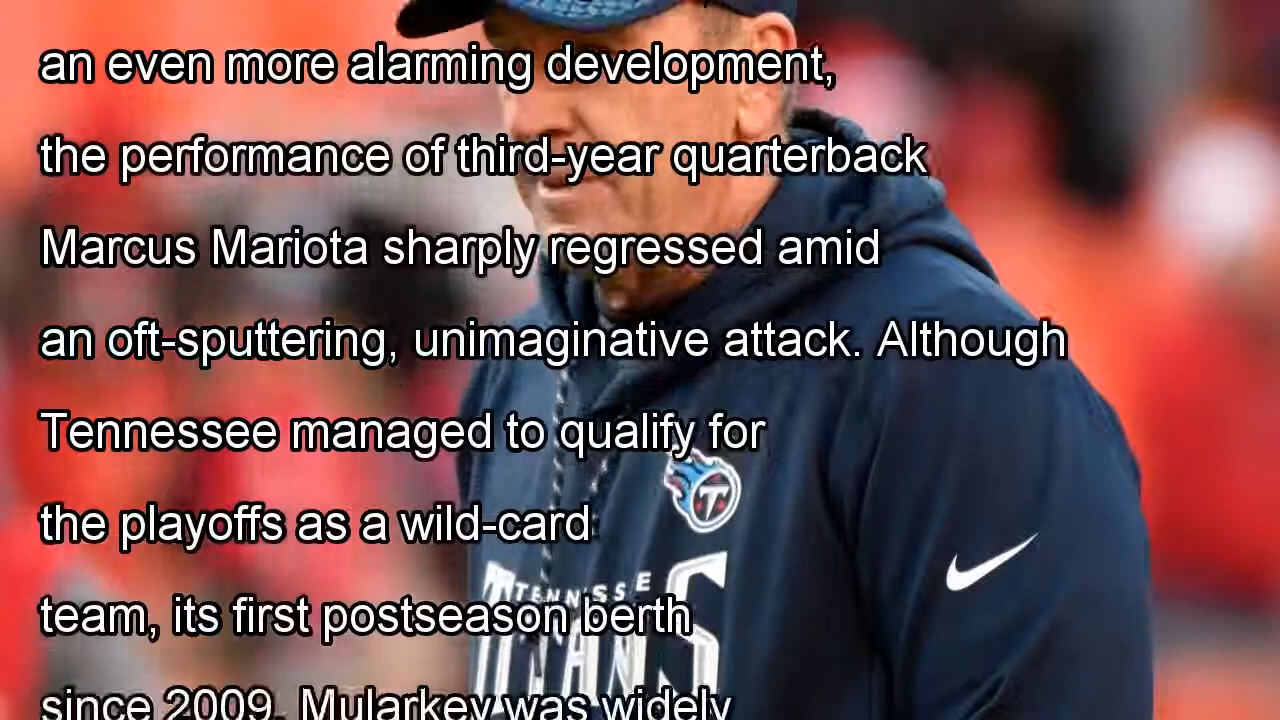 an even more alarming development,
the performance of third-year quarterback
Marcus Mariota sharply regressed amid
an oft-sputtering, unimaginative attack. Although
Tennessee managed to qualify for
the playoffs as a wild-card
T
TENNESSE
team, its first postseason berth
TITANS
since 2009, Mularkey was widely